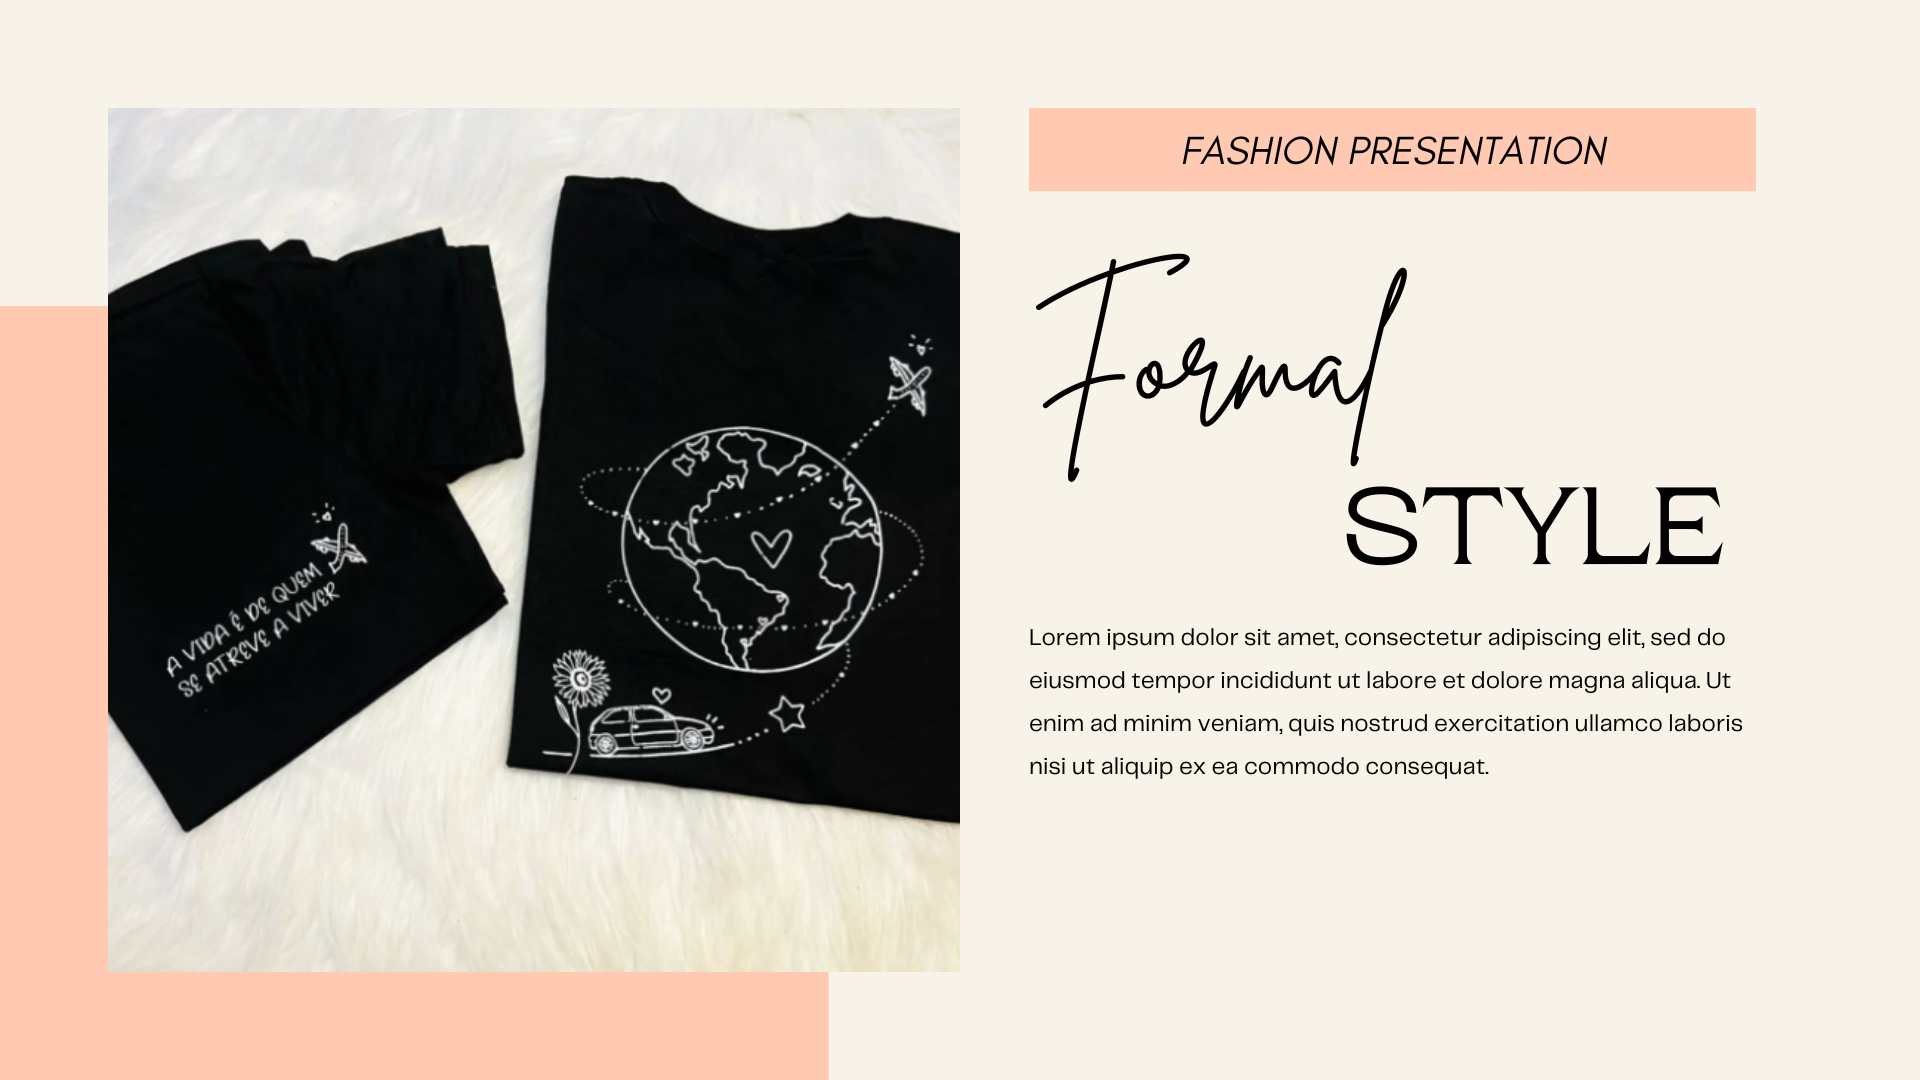 A VIDA É DE QUEM
SE ATREVE A VIVER
FASHION PRESENTATION
Formal
STYLE
Lorem ipsum dolor sit amet, consectetur adipiscing elit, sed do
eiusmod tempor incididunt ut labore et dolore magna aliqua. Ut
enim ad minim veniam, quis nostrud exercitation ullamco laboris
nisi ut aliquip ex ea commodo consequat.